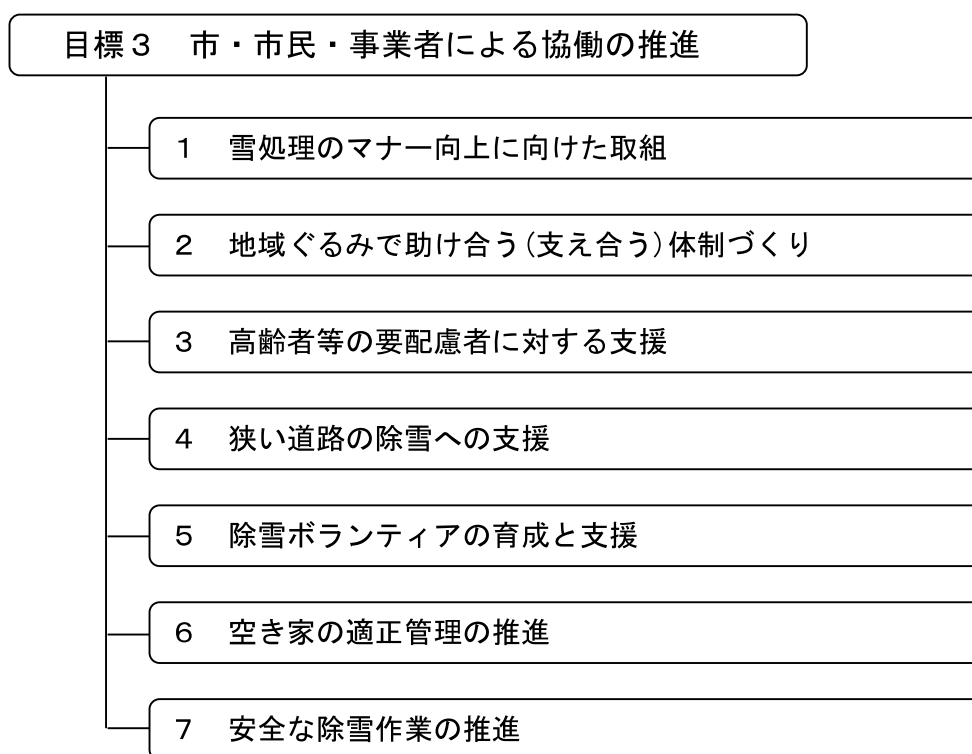 目標３　市・市民・事業者による協働の推進
１　雪処理のマナー向上に向けた取組
２　地域ぐるみで助け合う(支え合う)体制づくり
３　高齢者等の要配慮者に対する支援
４　狭い道路の除雪への支援
５　除雪ボランティアの育成と支援
６　空き家の適正管理の推進
７　安全な除雪作業の推進